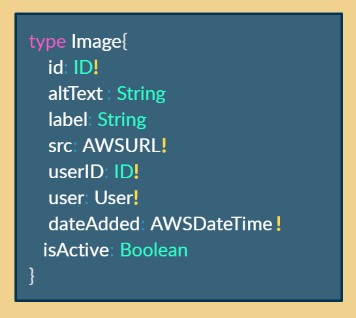 type Image{
id: ID!
altText : String
label: String
src: AWSURL!
userID: ID!
user: User!
dateAdded: AWSDateTime !
isActive: Boolean
}